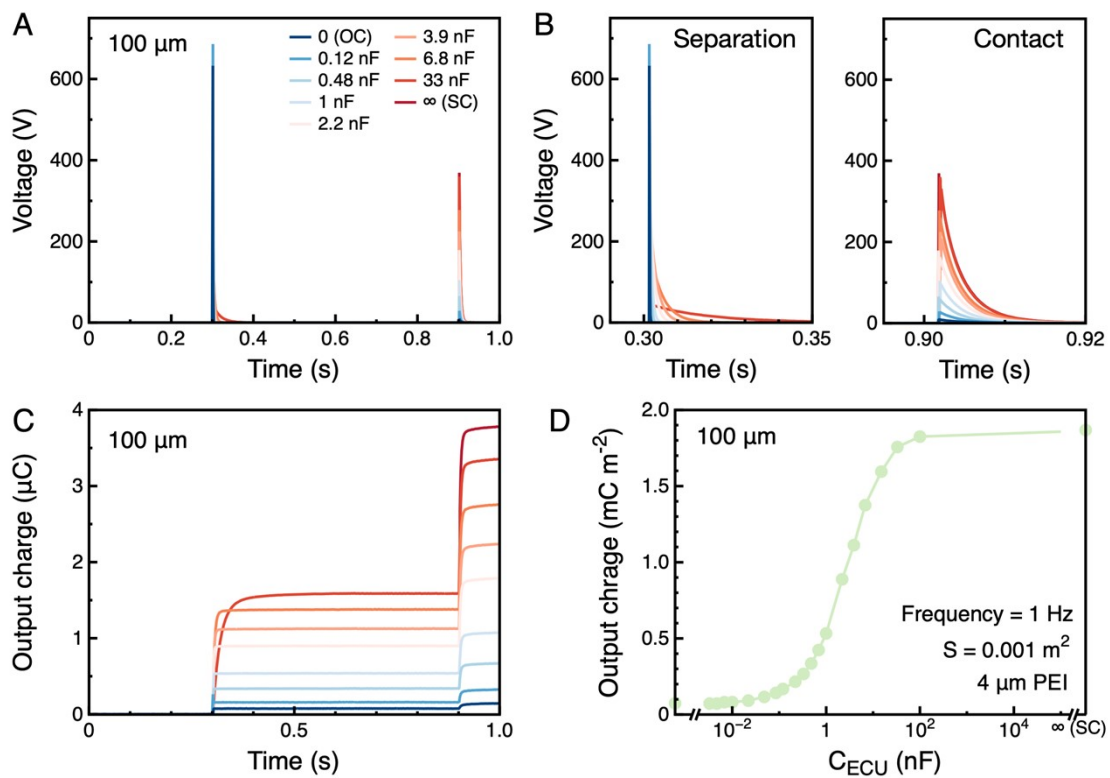 A
100 µm
0 (OC)
0.12 nF
0.48 nF
1 nF
2.2 nF
3.9 nF
6.8 nF
33 nF
∞ (SC)
Voltage (V)
600
400
200
0
0
0.2
0.4
0.6
0.8
1.0
Time (s)
B
Separation
Contact
Voltage (V)
600
400
200
0
0.30
0.35
Time (s)
600
400
200
0
0.90
0.92
Time (s)
C
100 µm
Output charge (µC)
4
3
2
1
0
0
0.5
1.0
Time (s)
D
100 µm
Output chrage (mC m⁻²)
2.0
1.5
1.0
0.5
0
Frequency = 1 Hz
S = 0.001 m²
4 µm PEI
10⁻²
1
10²
10⁴
∞ (SC)
C_ECU (nF)